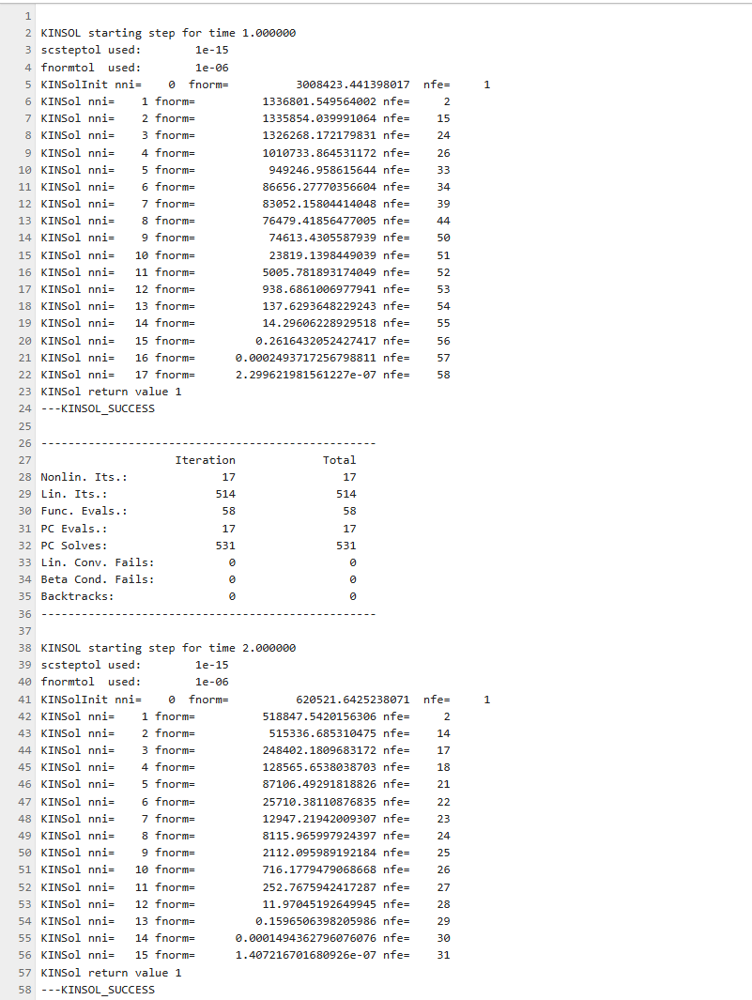 1
2 KINSOL starting step for time 1.000000
3 scsteptol used:        1e-15
4 fnormtol  used:        1e-06
5 KINSolInit nni=    0  fnorm=          3008423.441398017  nfe=     1
6 KINSol nni=    1 fnorm=          1336801.549564002 nfe=     2
7 KINSol nni=    2 fnorm=          1335854.039991064 nfe=    15
8 KINSol nni=    3 fnorm=          1326268.172179831 nfe=    24
9 KINSol nni=    4 fnorm=          1010733.864531172 nfe=    26
10 KINSol nni=    5 fnorm=           949246.958615644 nfe=    33
11 KINSol nni=    6 fnorm=          86656.27770356604 nfe=    34
12 KINSol nni=    7 fnorm=          83052.15804414048 nfe=    39
13 KINSol nni=    8 fnorm=          76479.41856477005 nfe=    44
14 KINSol nni=    9 fnorm=           74613.4305587939 nfe=    50
15 KINSol nni=   10 fnorm=           23819.1398449039 nfe=    51
16 KINSol nni=   11 fnorm=          5005.781893174049 nfe=    52
17 KINSol nni=   12 fnorm=          938.6861006977941 nfe=    53
18 KINSol nni=   13 fnorm=          137.6293648229243 nfe=    54
19 KINSol nni=   14 fnorm=          14.29606228929518 nfe=    55
20 KINSol nni=   15 fnorm=         0.2616432052427417 nfe=    56
21 KINSol nni=   16 fnorm=      0.0002493717256798811 nfe=    57
22 KINSol nni=   17 fnorm=      2.299621981561227e-07 nfe=    58
23 KINSol return value 1
24 ---KINSOL_SUCCESS
25
26 --------------------------------------------------
27                     Iteration             Total
28 Nonlin. Its.:              17                17
29 Lin. Its.:                514               514
30 Func. Evals.:              58                58
31 PC Evals.:                 17                17
32 PC Solves:                531               531
33 Lin. Conv. Fails:           0                 0
34 Beta Cond. Fails:           0                 0
35 Backtracks:                 0                 0
36 --------------------------------------------------
37
38 KINSOL starting step for time 2.000000
39 scsteptol used:        1e-15
40 fnormtol  used:        1e-06
41 KINSolInit nni=    0  fnorm=          620521.6425238071  nfe=     1
42 KINSol nni=    1 fnorm=          518847.5420156306 nfe=     2
43 KINSol nni=    2 fnorm=           515336.685310475 nfe=    14
44 KINSol nni=    3 fnorm=          248402.1809683172 nfe=    17
45 KINSol nni=    4 fnorm=          128565.6538038703 nfe=    18
46 KINSol nni=    5 fnorm=          87106.49291818826 nfe=    21
47 KINSol nni=    6 fnorm=          25710.38110876835 nfe=    22
48 KINSol nni=    7 fnorm=          12947.21942009307 nfe=    23
49 KINSol nni=    8 fnorm=          8115.965997924397 nfe=    24
50 KINSol nni=    9 fnorm=          2112.095989192184 nfe=    25
51 KINSol nni=   10 fnorm=          716.1779479068668 nfe=    26
52 KINSol nni=   11 fnorm=          252.7675942417287 nfe=    27
53 KINSol nni=   12 fnorm=          11.97045192649945 nfe=    28
54 KINSol nni=   13 fnorm=         0.1596506398205986 nfe=    29
55 KINSol nni=   14 fnorm=      0.0001494362796076076 nfe=    30
56 KINSol nni=   15 fnorm=      1.407216701680926e-07 nfe=    31
57 KINSol return value 1
58 ---KINSOL_SUCCESS